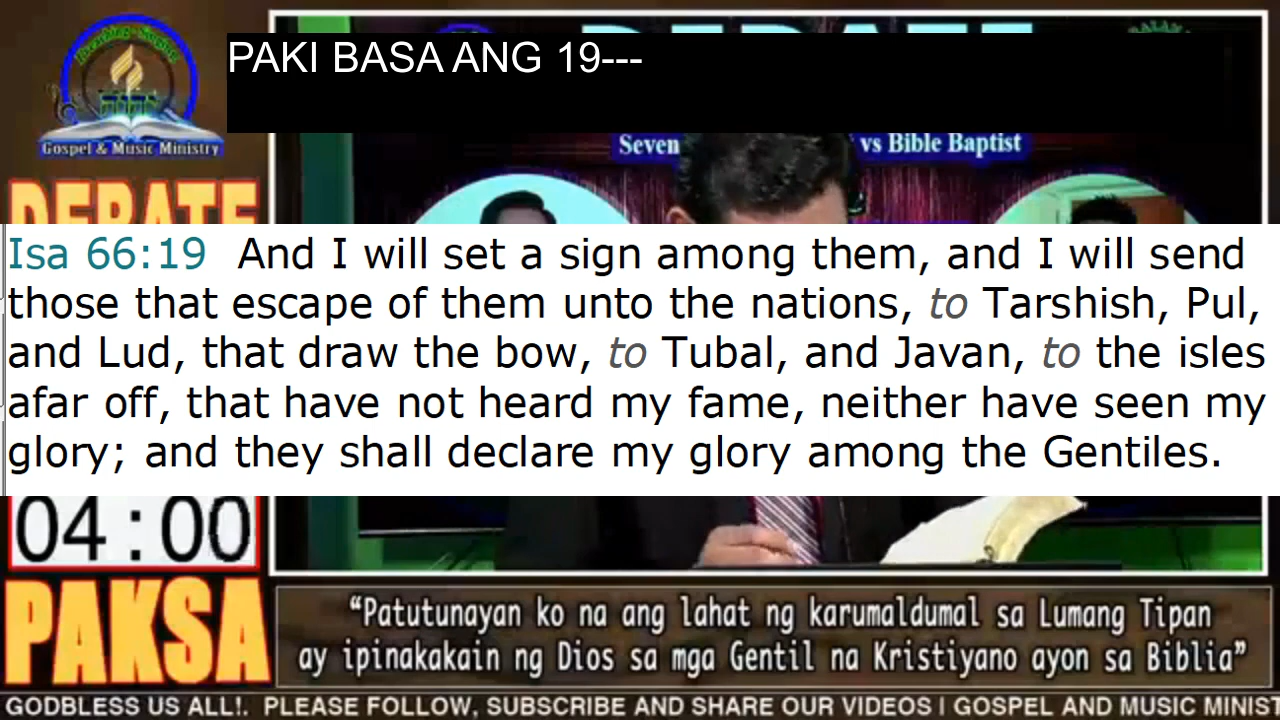 Preaching Singing
Gospel & Music Ministry
DEBATE
PAKI BASA ANG 19---
Seven
vs Bible Baptist
DEBATE
Isa 66:19 And I will set a sign among them, and I will send
those that escape of them unto the nations, to Tarshish, Pul,
and Lud, that draw the bow, to Tubal, and Javan, to the isles
afar off, that have not heard my fame, neither have seen my
glory; and they shall declare my glory among the Gentiles.
04:00
PAKSA
“Patutunayan ko na ang lahat ng karumaldumal sa Lumang Tipan
ay ipinakakain ng Dios sa mga Gentil na Kristiyano ayon sa Biblia”
GODBLESS US ALL!. PLEASE FOLLOW, SUBSCRIBE AND SHARE OUR VIDEOS | GOSPEL AND MUSIC MINIST